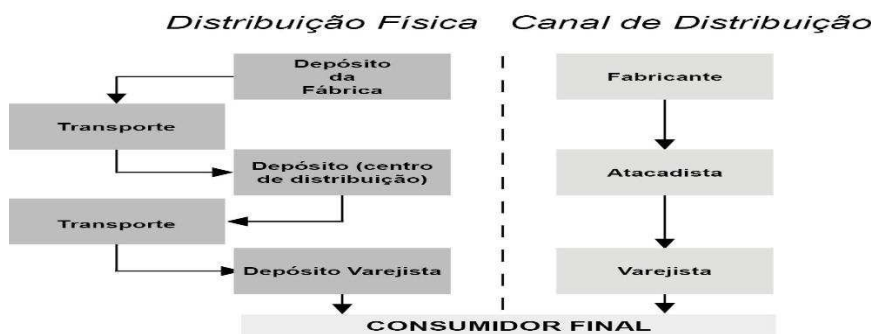 Distribuição Física
Canal de Distribuição
Depósito
da
Fábrica
Fabricante
Transporte
Depósito (centro
de distribuição)
Atacadista
Transporte
Depósito Varejista
Varejista
CONSUMIDOR FINAL